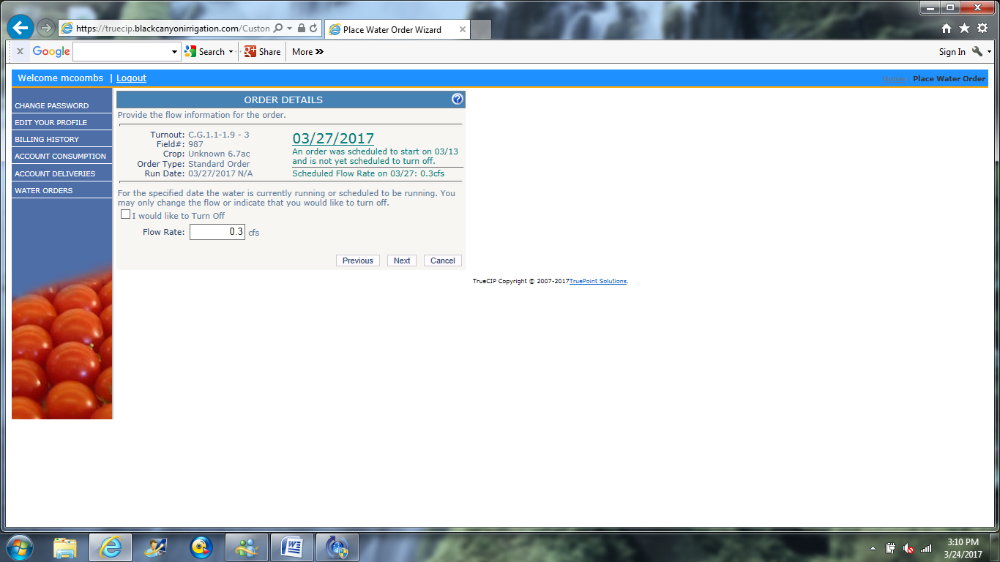 https://truecip.blackcanyonirrigation.com/Custon
Place Water Order Wizard
X Google Search Share More »
Sign In
Welcome mcoombs | Logout
Home : Place Water Order
CHANGE PASSWORD
EDIT YOUR PROFILE
BILLING HISTORY
ACCOUNT CONSUMPTION
ACCOUNT DELIVERIES
WATER ORDERS
ORDER DETAILS
Provide the flow information for the order.
Turnout: C.G.1.1-1.9 - 3
Field#: 987
Crop: Unknown 6.7ac
Order Type: Standard Order
Run Date: 03/27/2017 N/A
03/27/2017
An order was scheduled to start on 03/13
and is not yet scheduled to turn off.
Scheduled Flow Rate on 03/27: 0.3cfs
For the specified date the water is currently running or scheduled to be running. You
may only change the flow or indicate that you would like to turn off.
I would like to Turn Off
Flow Rate: 0.3 cfs
Previous Next Cancel
TrueCIP Copyright © 2007-2017TruePoint Solutions.
3:10 PM
3/24/2017